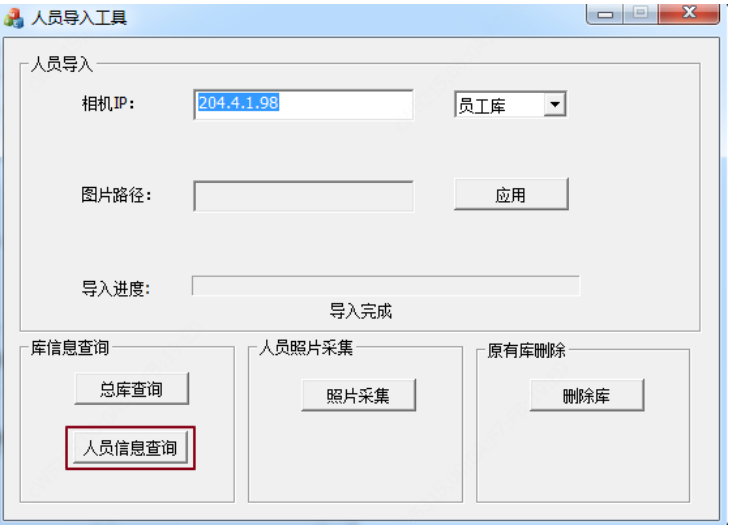 人员导入工具
人员导入
相机IP：
204.4.1.98
员工库
图片路径：
应用
导入进度：
导入完成
库信息查询
总库查询
人员信息查询
人员照片采集
照片采集
原有库删除
删除库